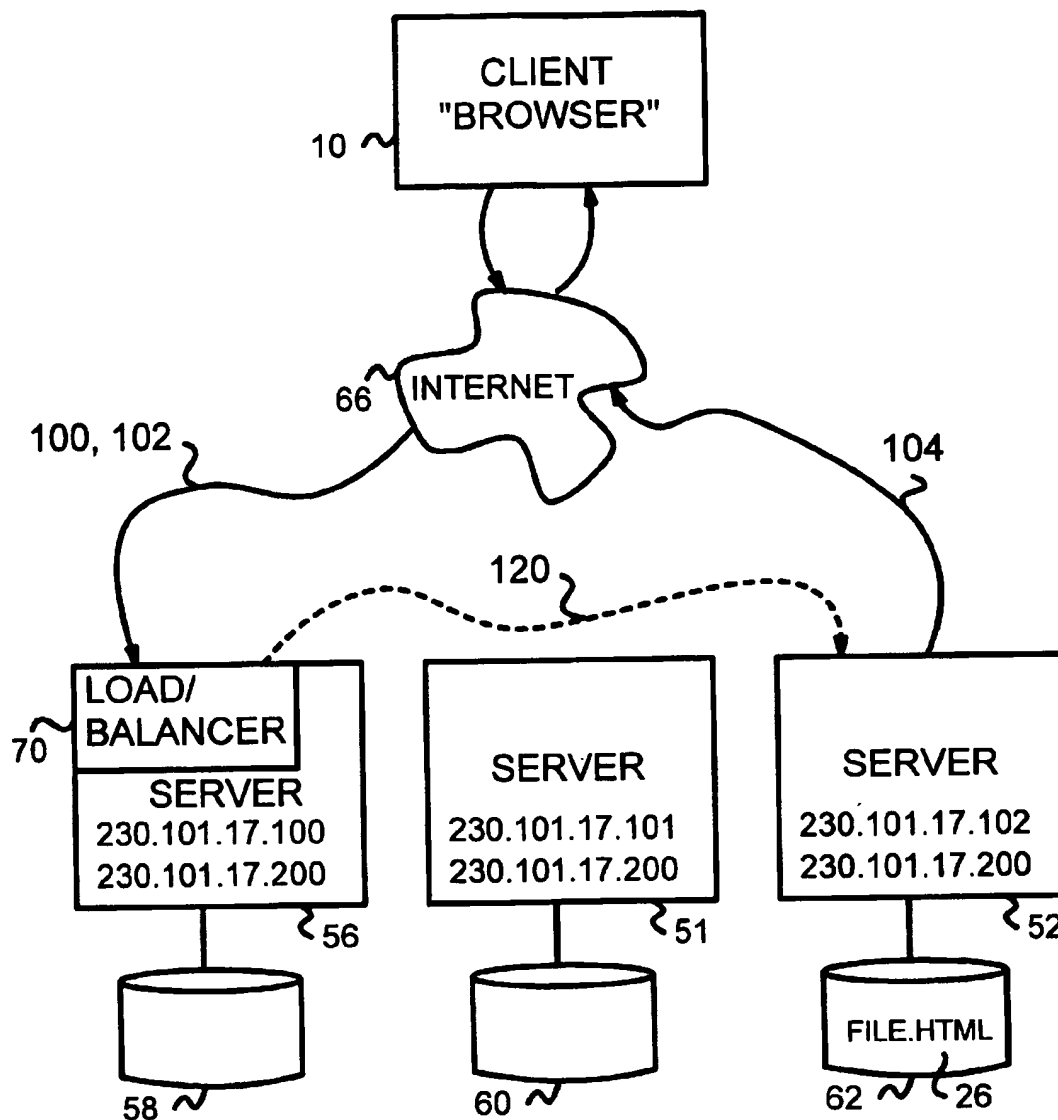 CLIENT
"BROWSER"
10
66
INTERNET
100, 102
104
120
LOAD/
BALANCER
70
SERVER
230.101.17.100
230.101.17.200
56
SERVER
230.101.17.101
230.101.17.200
51
SERVER
230.101.17.102
230.101.17.200
52
58
60
FILE.HTML
62
26